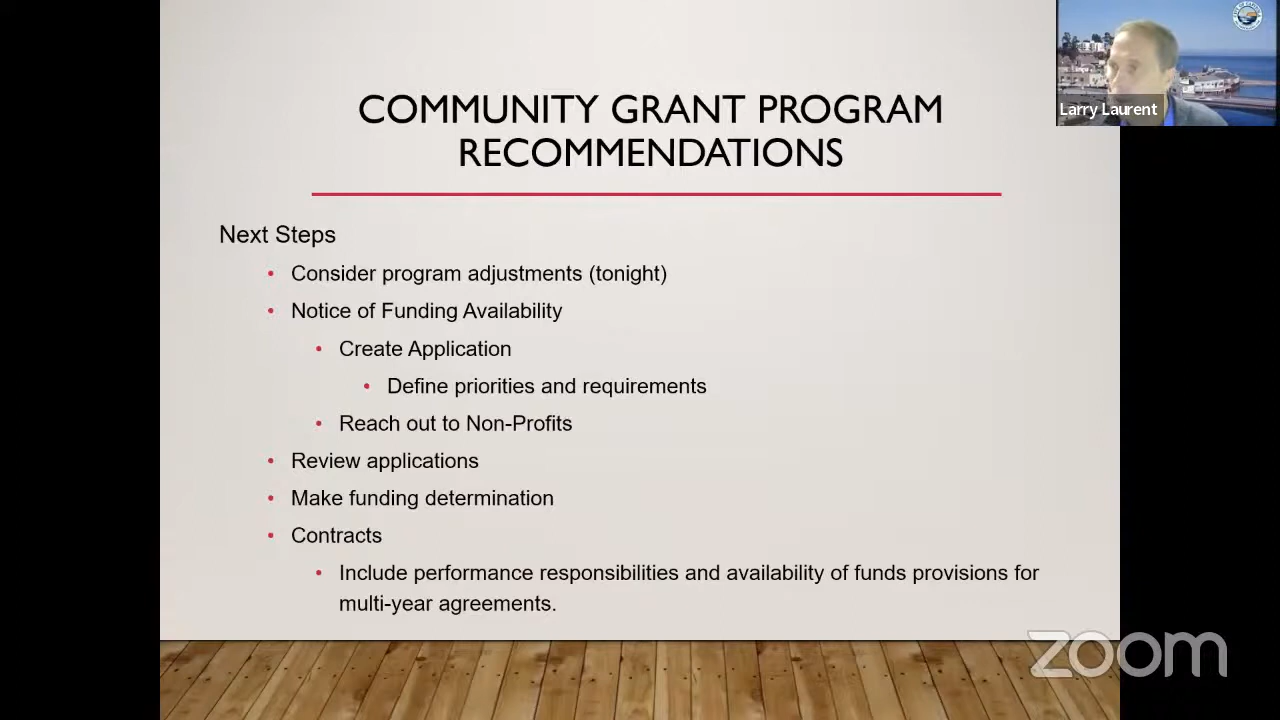 COMMUNITY GRANT PROGRAM
RECOMMENDATIONS
Larry Laurent
Next Steps
• Consider program adjustments (tonight)
• Notice of Funding Availability
• Create Application
• Define priorities and requirements
• Reach out to Non-Profits
• Review applications
• Make funding determination
• Contracts
• Include performance responsibilities and availability of funds provisions for
multi-year agreements.
zoom